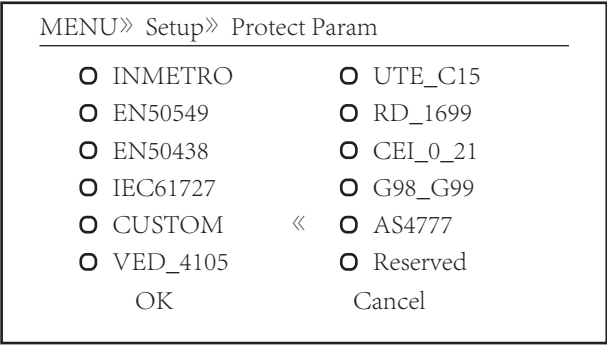 MENU» Setup» Protect Param
INMETRO UTE_C15
EN50549 RD_1699
EN50438 CEI_0_21
IEC61727 G98_G99
CUSTOM « AS4777
VED_4105 Reserved
OK Cancel